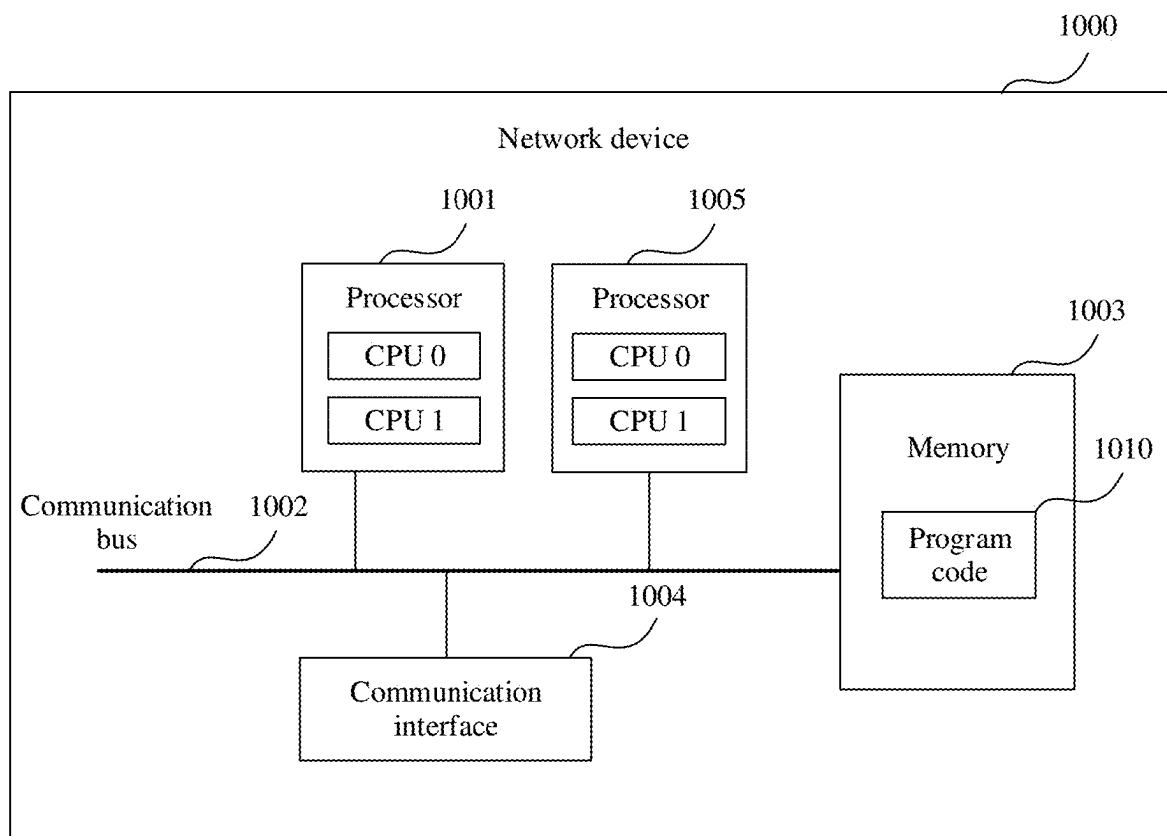 1000
Network device
1001
1005
Processor
CPU 0
CPU 1
Processor
CPU 0
CPU 1
1003
Memory
1010
Program
code
Communication
bus
1002
1004
Communication
interface